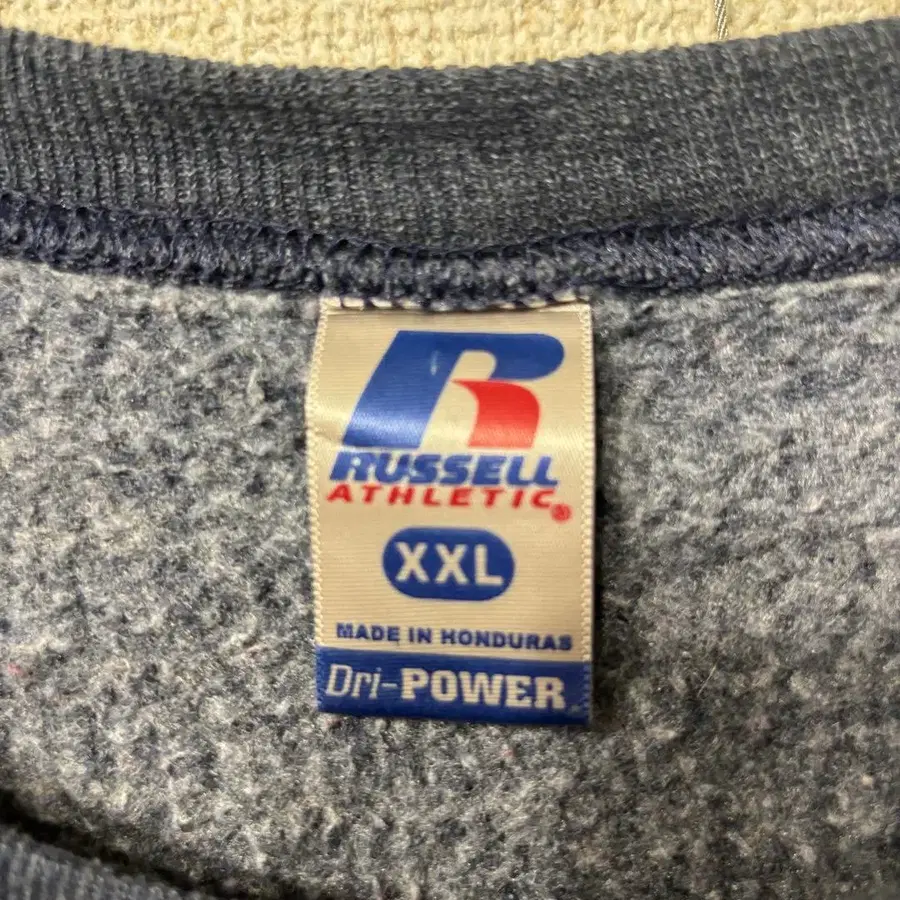 RUSSELL
ATHLETIC®
XXL
MADE IN HONDURAS
Dri-POWER